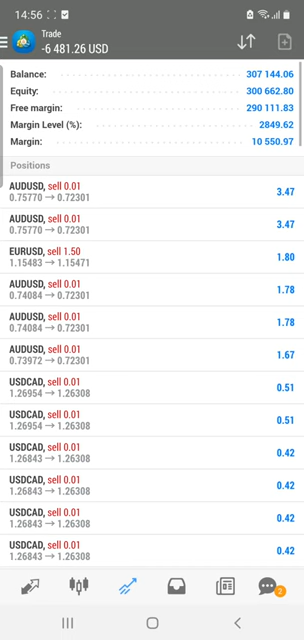 14:56
Trade
-6 481.26 USD
Balance: 307 144.06
Equity: 300 662.80
Free margin: 290 111.83
Margin Level (%): 2849.62
Margin: 10 550.97
Positions
AUDUSD, sell 0.01
0.75770 → 0.72301 3.47
AUDUSD, sell 0.01
0.75770 → 0.72301 3.47
EURUSD, sell 1.50
1.15483 → 1.15471 1.80
AUDUSD, sell 0.01
0.74084 → 0.72301 1.78
AUDUSD, sell 0.01
0.74084 → 0.72301 1.78
AUDUSD, sell 0.01
0.73972 → 0.72301 1.67
USDCAD, sell 0.01
1.26954 → 1.26308 0.51
USDCAD, sell 0.01
1.26954 → 1.26308 0.51
USDCAD, sell 0.01
1.26843 → 1.26308 0.42
USDCAD, sell 0.01
1.26843 → 1.26308 0.42
USDCAD, sell 0.01
1.26843 → 1.26308 0.42
USDCAD, sell 0.01
1.26843 → 1.26308 0.42